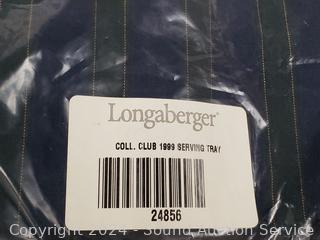 Longaberger®
COLL. CLUB 1999 SERVING TRAY
24856
Copyright 2024 - Sound Auction Service